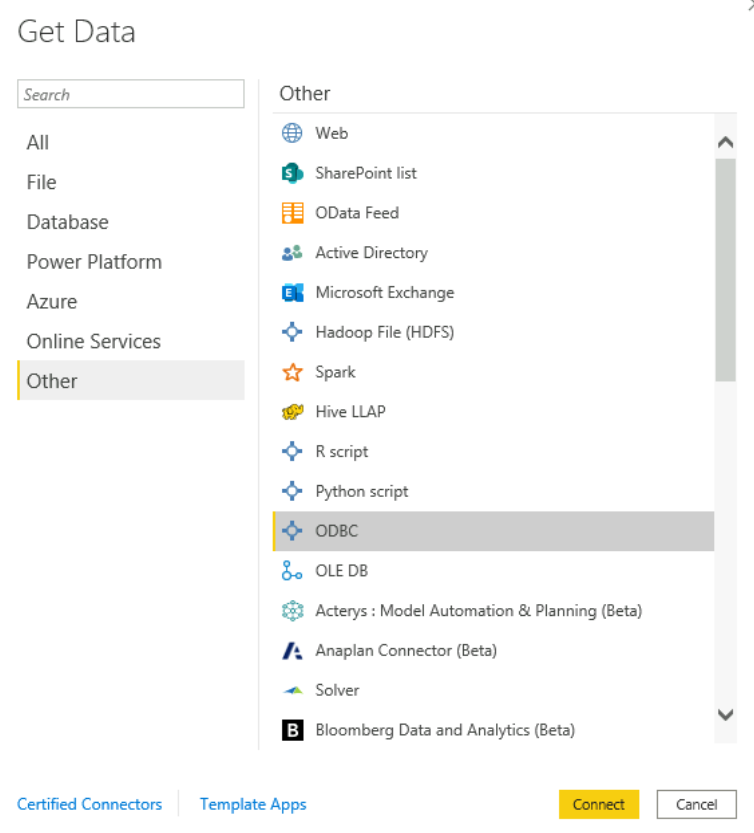 Get Data
Search
All
File
Database
Power Platform
Azure
Online Services
Other
Other
Web
SharePoint list
OData Feed
Active Directory
Microsoft Exchange
Hadoop File (HDFS)
Spark
Hive LLAP
R script
Python script
ODBC
OLE DB
Acterys : Model Automation & Planning (Beta)
Anaplan Connector (Beta)
Solver
Bloomberg Data and Analytics (Beta)
Certified Connectors
Template Apps
Connect
Cancel